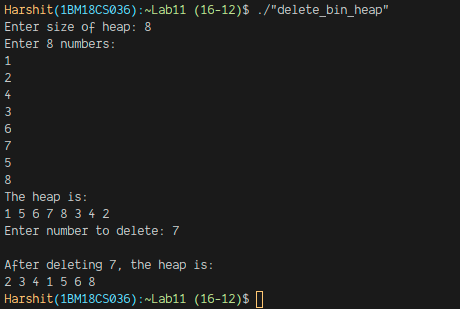 Harshit(1BM18CS036):~Lab11 (16-12)$ ./"delete_bin_heap"
Enter size of heap: 8
Enter 8 numbers:
1
2
4
3
6
7
5
8
The heap is:
1 5 6 7 8 3 4 2
Enter number to delete: 7
After deleting 7, the heap is:
2 3 4 1 5 6 8
Harshit(1BM18CS036):~Lab11 (16-12)$